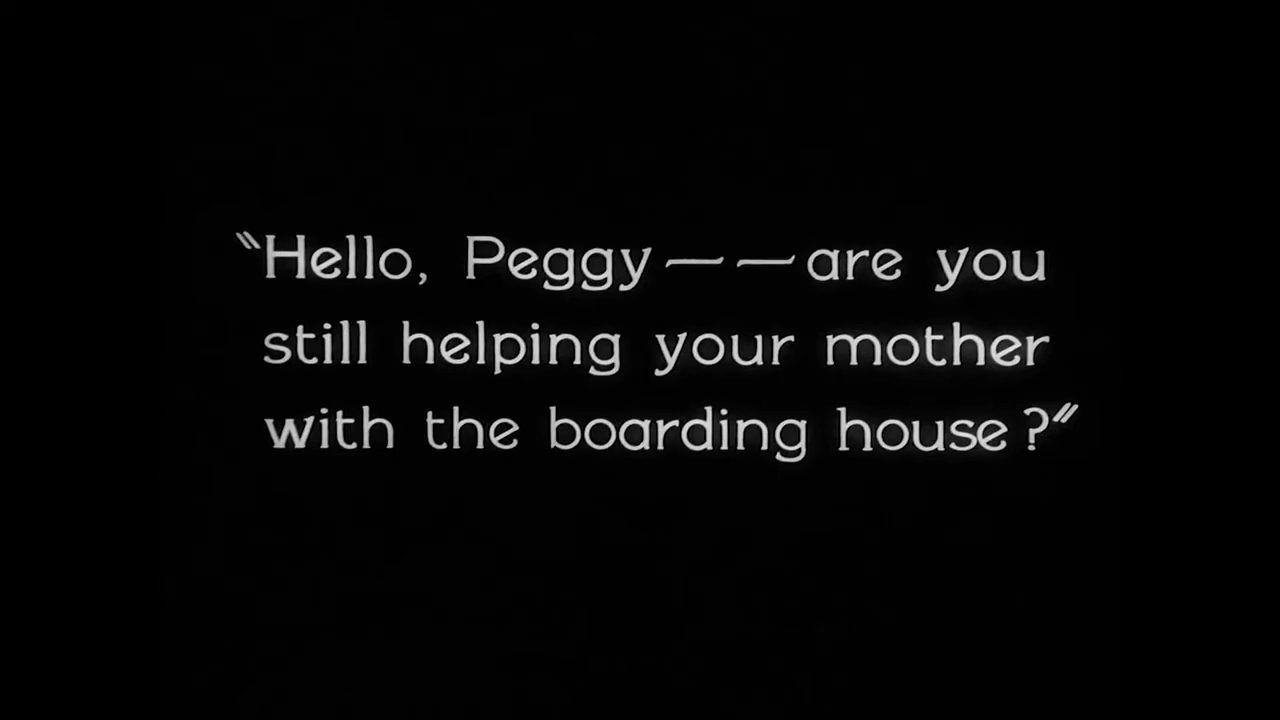 "Hello, Peggy——are you
still helping your mother
with the boarding house?"